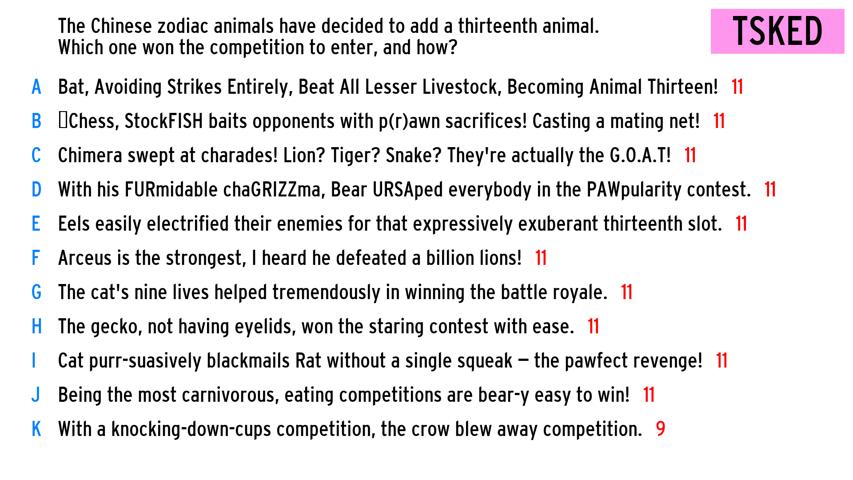 The Chinese zodiac animals have decided to add a thirteenth animal.
Which one won the competition to enter, and how?
TSKED
A Bat, Avoiding Strikes Entirely, Beat All Lesser Livestock, Becoming Animal Thirteen! 11
B Chess, StockFISH baits opponents with p(r)awn sacrifices! Casting a mating net! 11
C Chimera swept at charades! Lion? Tiger? Snake? They're actually the G.O.A.T! 11
D With his FURmidable chaGRIZZma, Bear URSAped everybody in the PAWpularity contest. 11
E Eels easily electrified their enemies for that expressively exuberant thirteenth slot. 11
F Arceus is the strongest, I heard he defeated a billion lions! 11
G The cat's nine lives helped tremendously in winning the battle royale. 11
H The gecko, not having eyelids, won the staring contest with ease. 11
I Cat purr-suasively blackmails Rat without a single squeak – the pawfect revenge! 11
J Being the most carnivorous, eating competitions are bear-y easy to win! 11
K With a knocking-down-cups competition, the crow blew away competition. 9